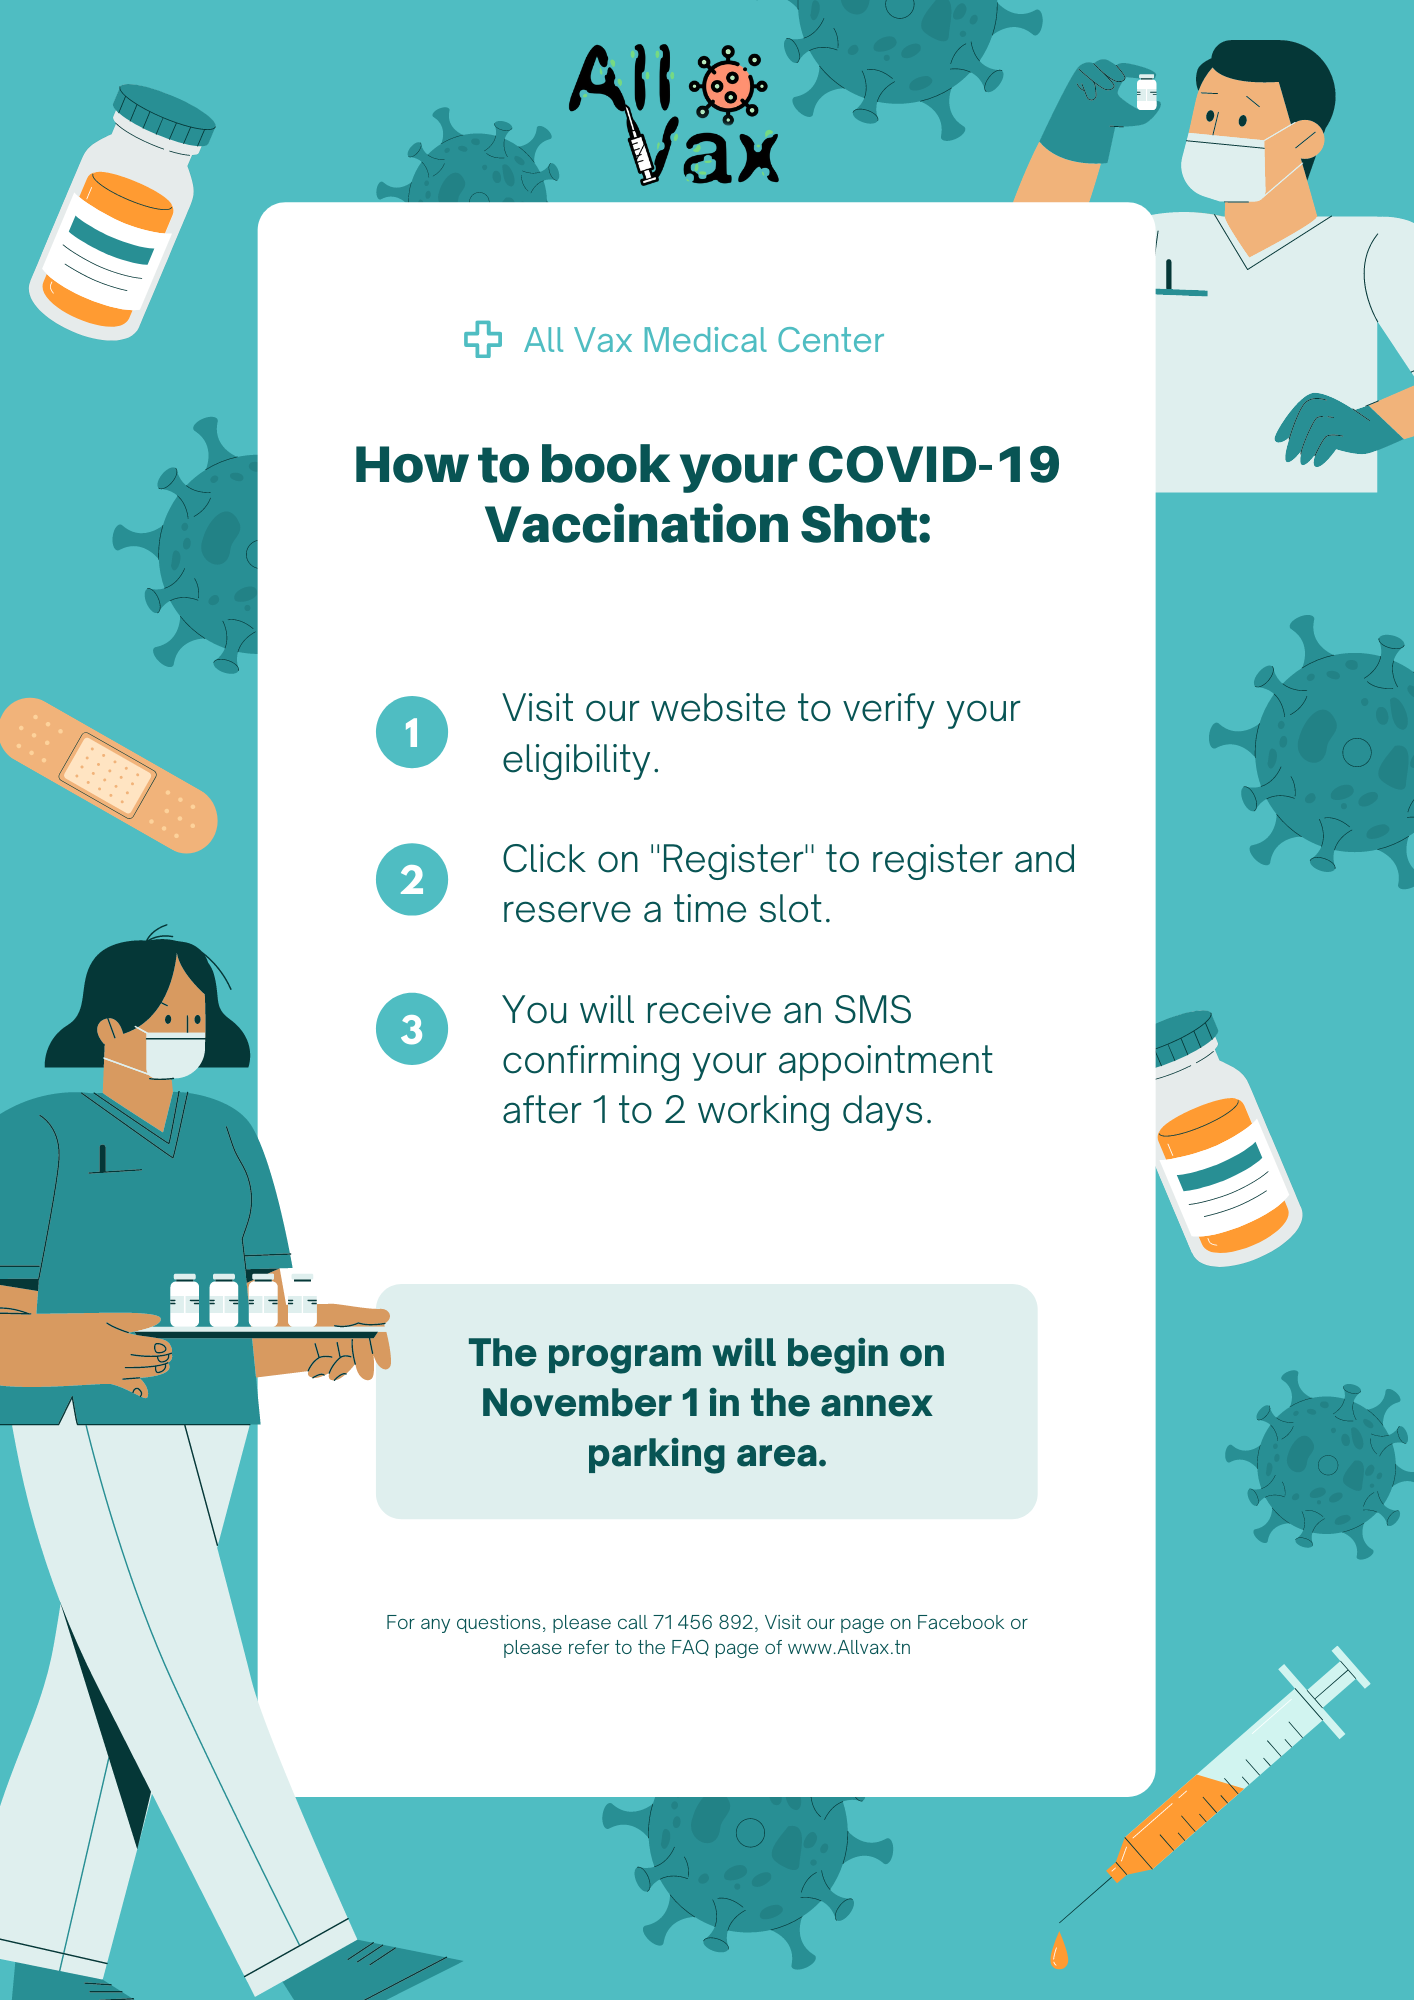 All
Vax
All Vax Medical Center
How to book your COVID-19
Vaccination Shot:
1
Visit our website to verify your
eligibility.
2
Click on "Register" to register and
reserve a time slot.
3
You will receive an SMS
confirming your appointment
after 1 to 2 working days.
The program will begin on
November 1 in the annex
parking area.
For any questions, please call 71 456 892, Visit our page on Facebook or
please refer to the FAQ page of www.Allvax.tn